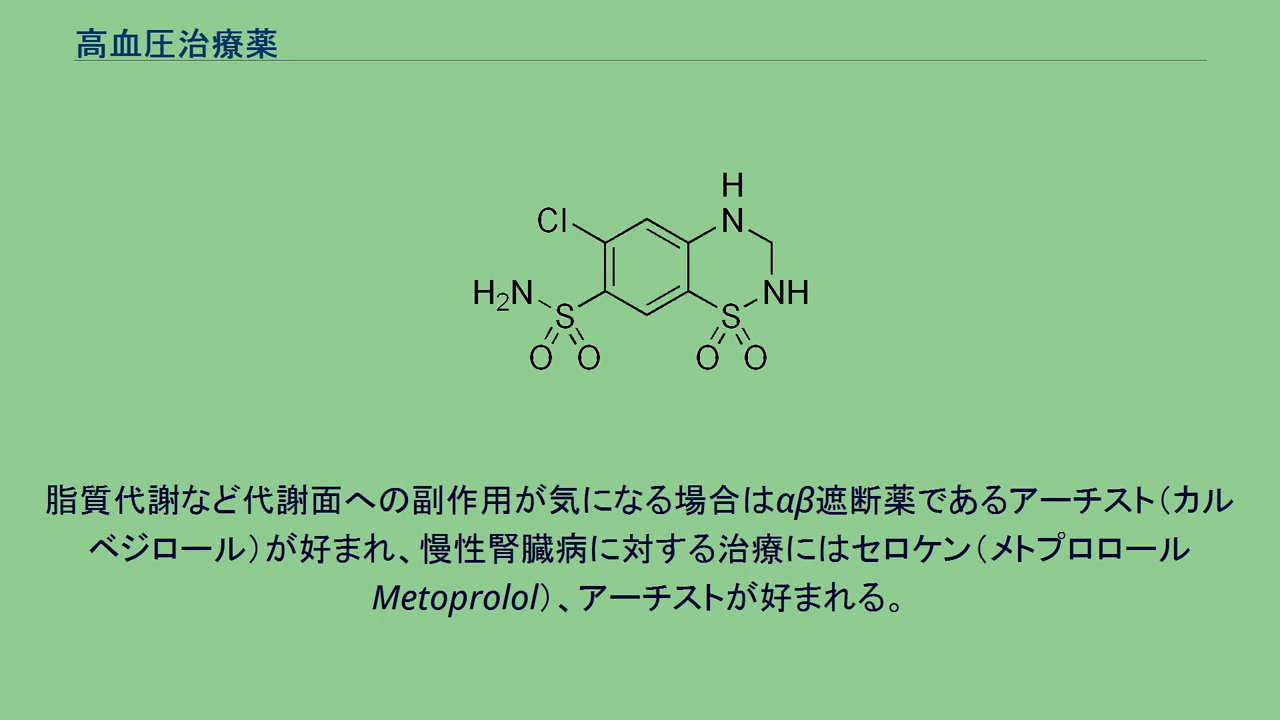 高血圧治療薬
H
Cl
N
H2N
NH
S
S
O
O
O
O
脂質代謝など代謝面への副作用が気になる場合はαβ遮断薬であるアーチスト（カル
ベジロール）が好まれ、慢性腎臓病に対する治療にはセロケン（メトプロロール
Metoprolol）、アーチストが好まれる。